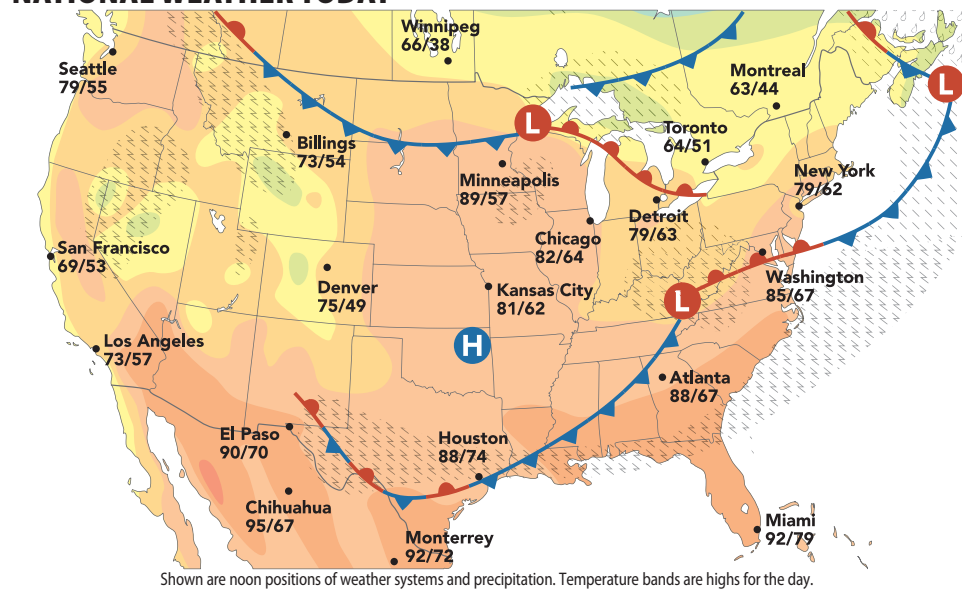 NATIONAL WEATHER TODAY
Winnipeg
66/38
Seattle
79/55
Montreal
63/44
L
L
Toronto
64/51
Billings
73/54
Minneapolis
89/57
New York
79/62
Detroit
79/63
Chicago
82/64
San Francisco
69/53
Washington
85/67
Denver
75/49
Kansas City
81/62
L
H
Los Angeles
73/57
Atlanta
88/67
El Paso
90/70
Houston
88/74
Chihuahua
95/67
Miami
92/79
Monterrey
92/72
Shown are noon positions of weather systems and precipitation. Temperature bands are highs for the day.